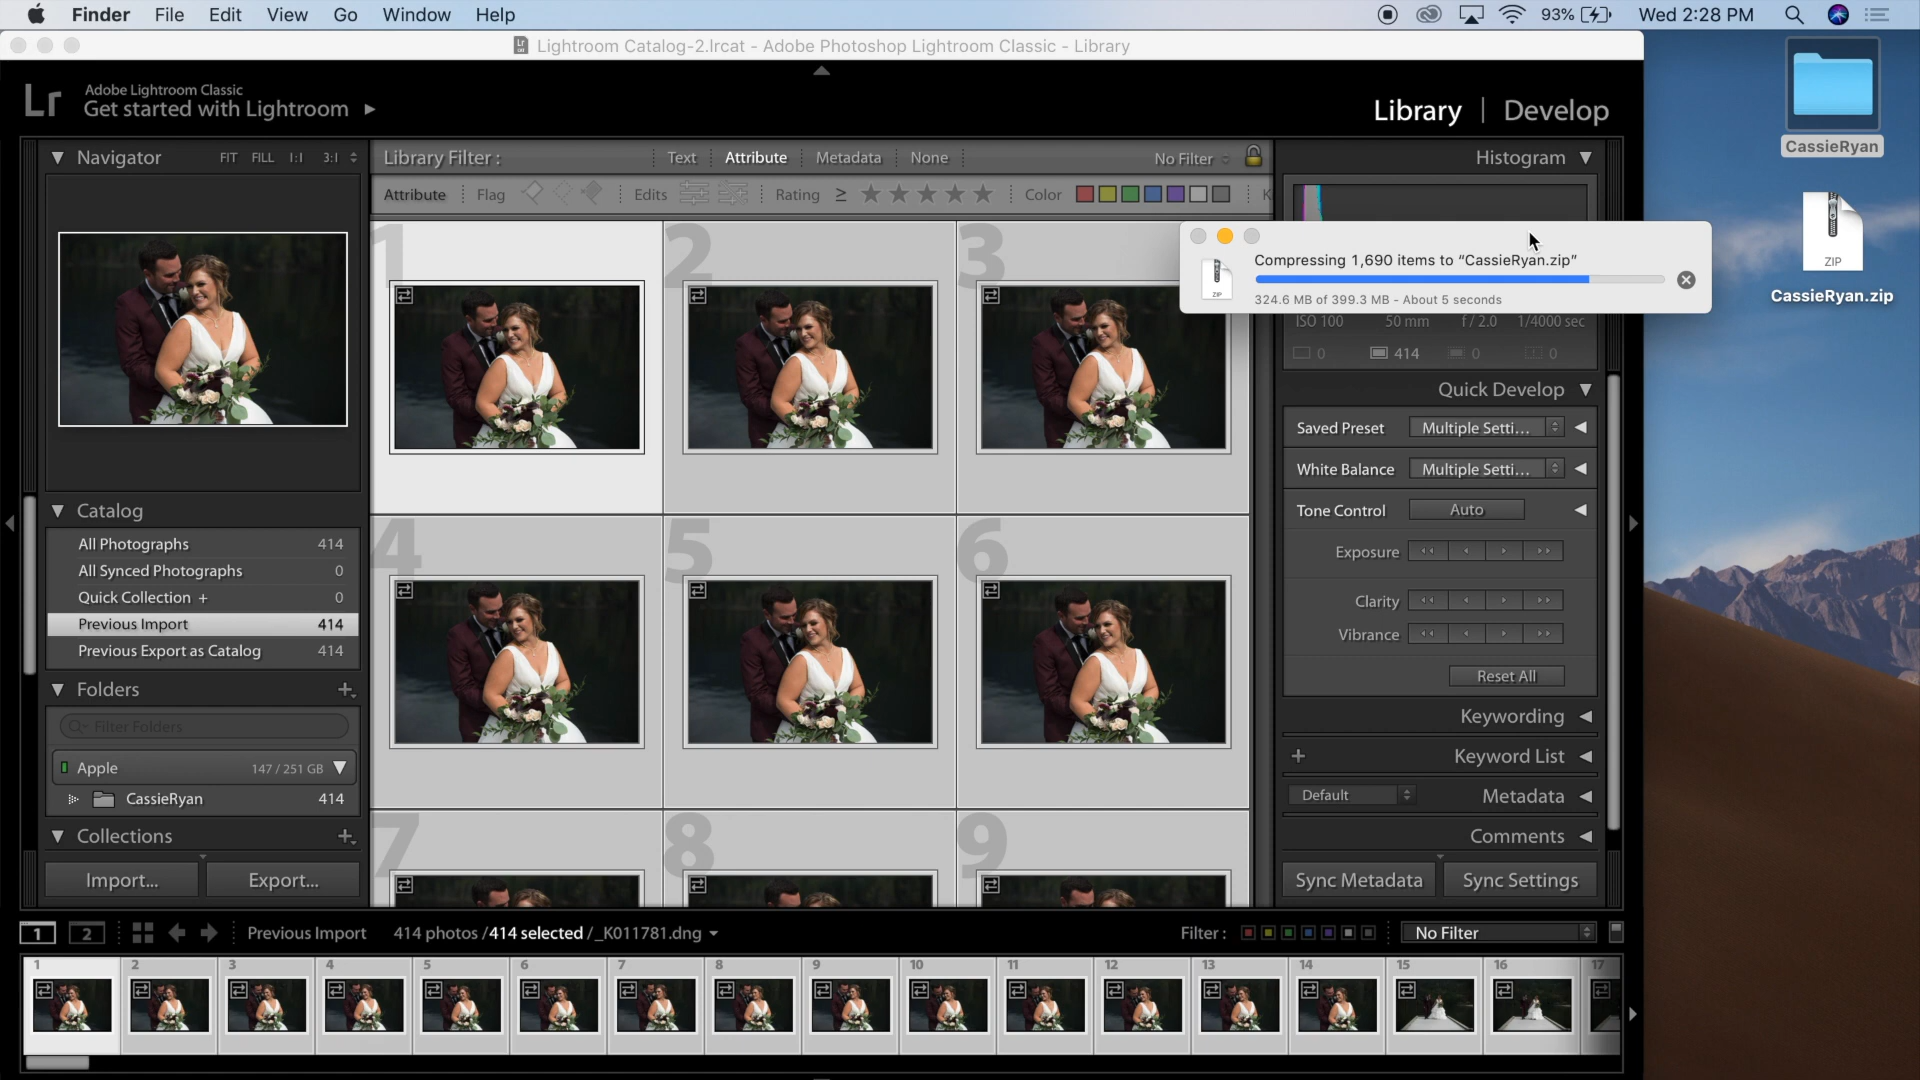 Finder File Edit View Go Window Help
93% Wed 2:28 PM
Lr Lightroom Catalog-2.lrcat - Adobe Photoshop Lightroom Classic - Library
Lr
Adobe Lightroom Classic
Get started with Lightroom
Library | Develop
Navigator FIT FILL 1:1 3:1
Library Filter : Text Attribute Metadata None No Filter
Attribute Flag Edits Rating ≥ Color K
Histogram
Compressing 1,690 items to “CassieRyan.zip”
ZIP
324.6 MB of 399.3 MB - About 5 seconds
ISO 100 50 mm f / 2.0 1/4000 sec
0 414 0 0
Quick Develop
Saved Preset Multiple Setti...
White Balance Multiple Setti...
Tone Control Auto
Exposure
Clarity
Vibrance
Reset All
Keywording
+ Keyword List
Default Metadata
Comments
Sync Metadata Sync Settings
Catalog
All Photographs 414
All Synced Photographs 0
Quick Collection + 0
Previous Import 414
Previous Export as Catalog 414
Folders +
Filter Folders
Apple 147 / 251 GB
CassieRyan 414
Collections +
Import... Export...
1 2 3
4 5 6
7 8 9
1 2 Previous Import 414 photos / 414 selected / _K011781.dng Filter : No Filter
1 2 3 4 5 6 7 8 9 10 11 12 13 14 15 16 17
CassieRyan
ZIP
CassieRyan.zip